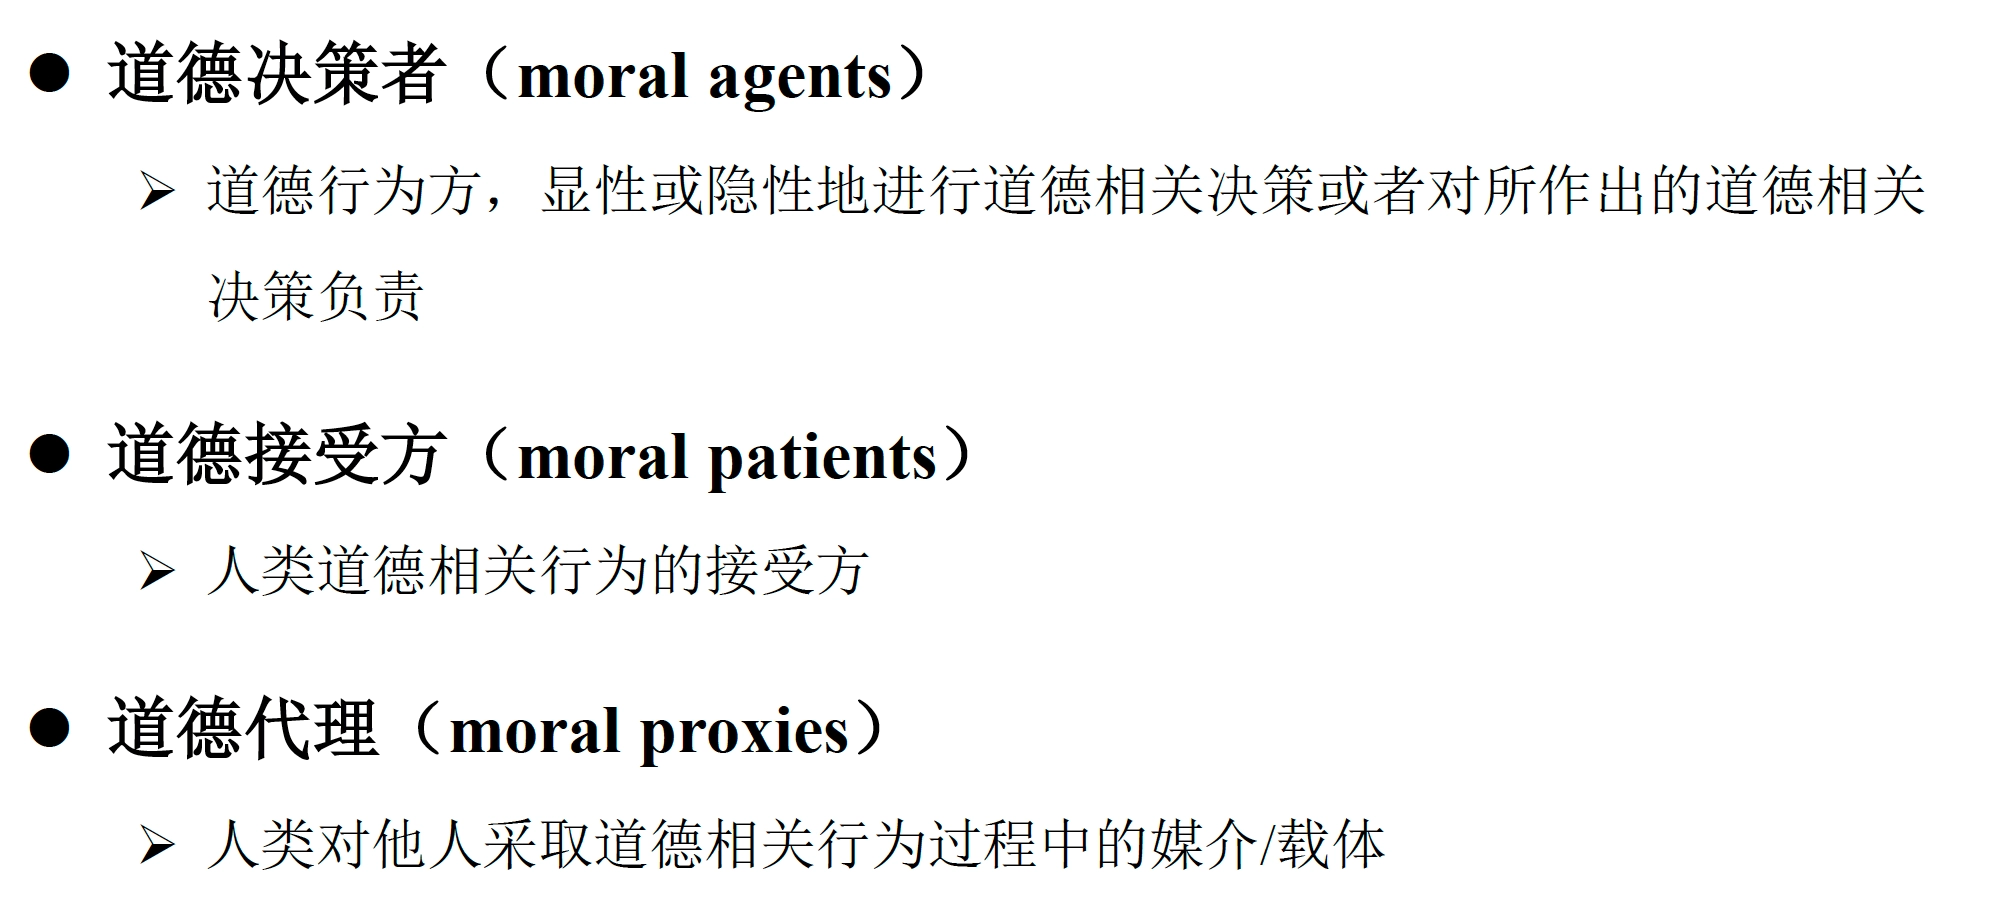 ● 道德决策者（moral agents）
➢ 道德行为方，显性或隐性地进行道德相关决策或者对所作出的道德相关
决策负责
● 道德接受方（moral patients）
➢ 人类道德相关行为的接受方
● 道德代理（moral proxies）
➢ 人类对他人采取道德相关行为过程中的媒介/载体